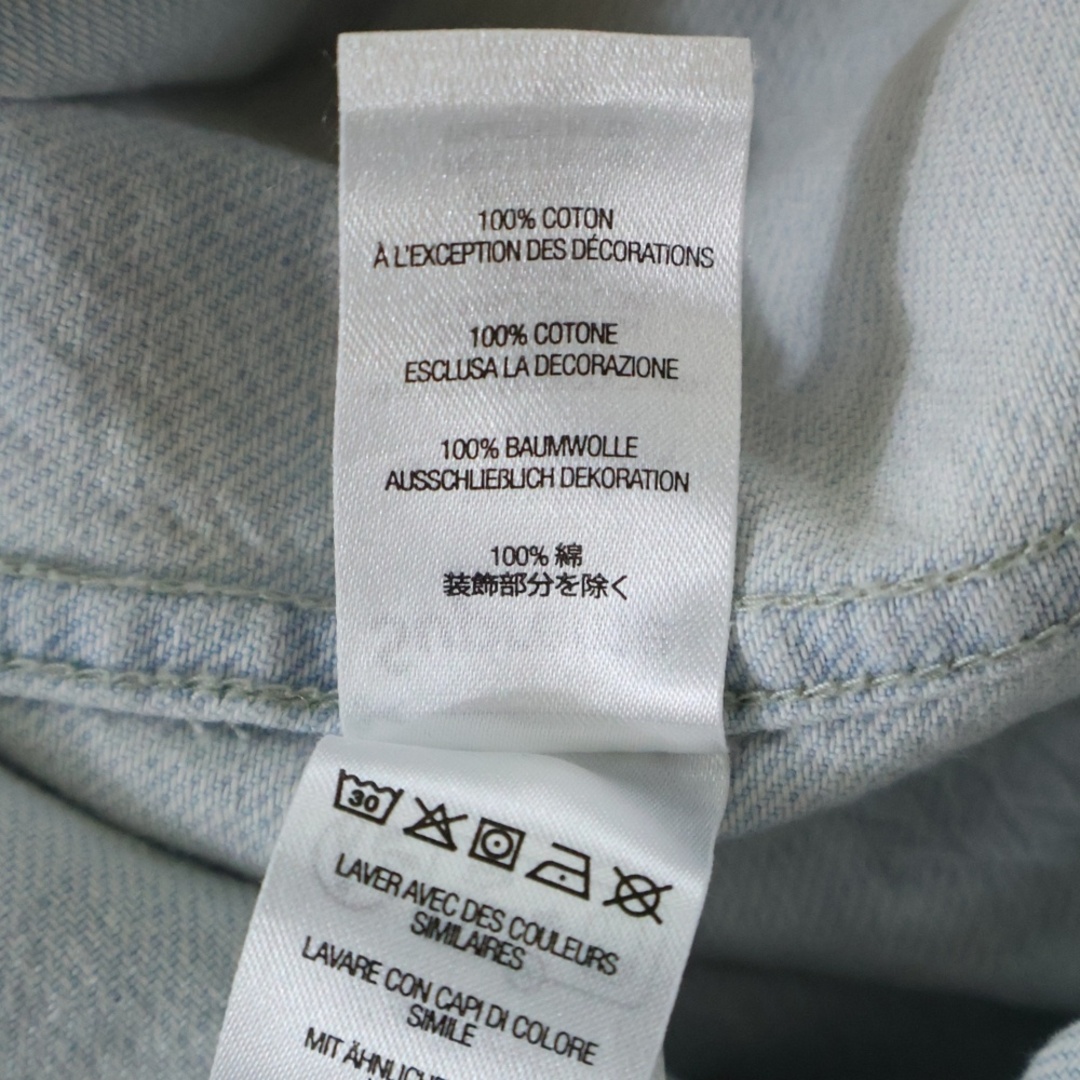 100% COTON
À L'EXCEPTION DES DÉCORATIONS
100% COTONE
ESCLUSA LA DECORAZIONE
100% BAUMWOLLE
AUSSCHLIEßLICH DEKORATION
100% 綿
装飾部分を除く
30
LAVER AVEC DES COULEURS
SIMILAIRES
LAVARE CON CAPI DI COLORE
SIMILE
MIT